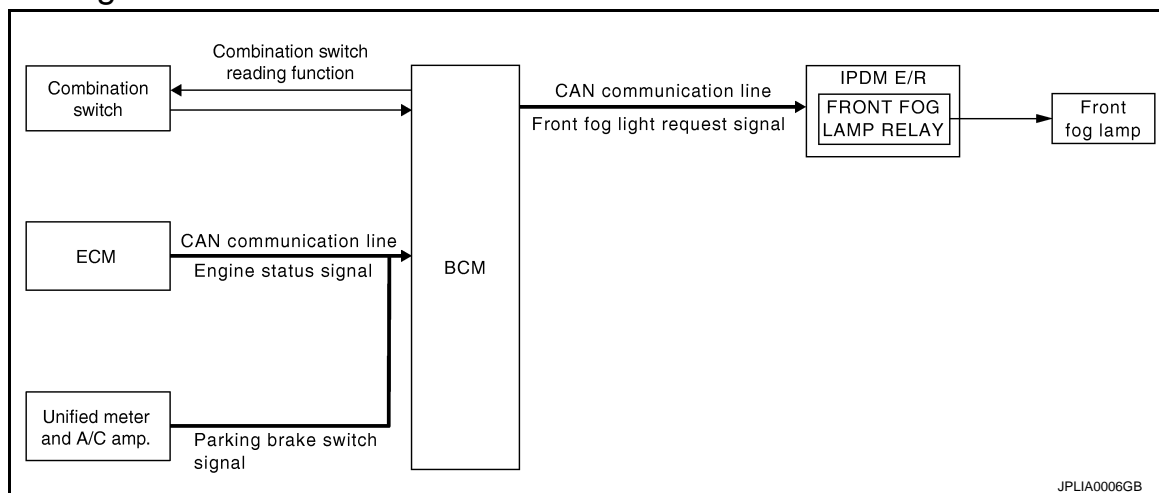 Combination switch
reading function
Combination
switch
BCM
CAN communication line
Front fog light request signal
IPDM E/R
FRONT FOG
LAMP RELAY
Front
fog lamp
ECM
CAN communication line
Engine status signal
Unified meter
and A/C amp.
Parking brake switch
signal
JPLIA0006GB